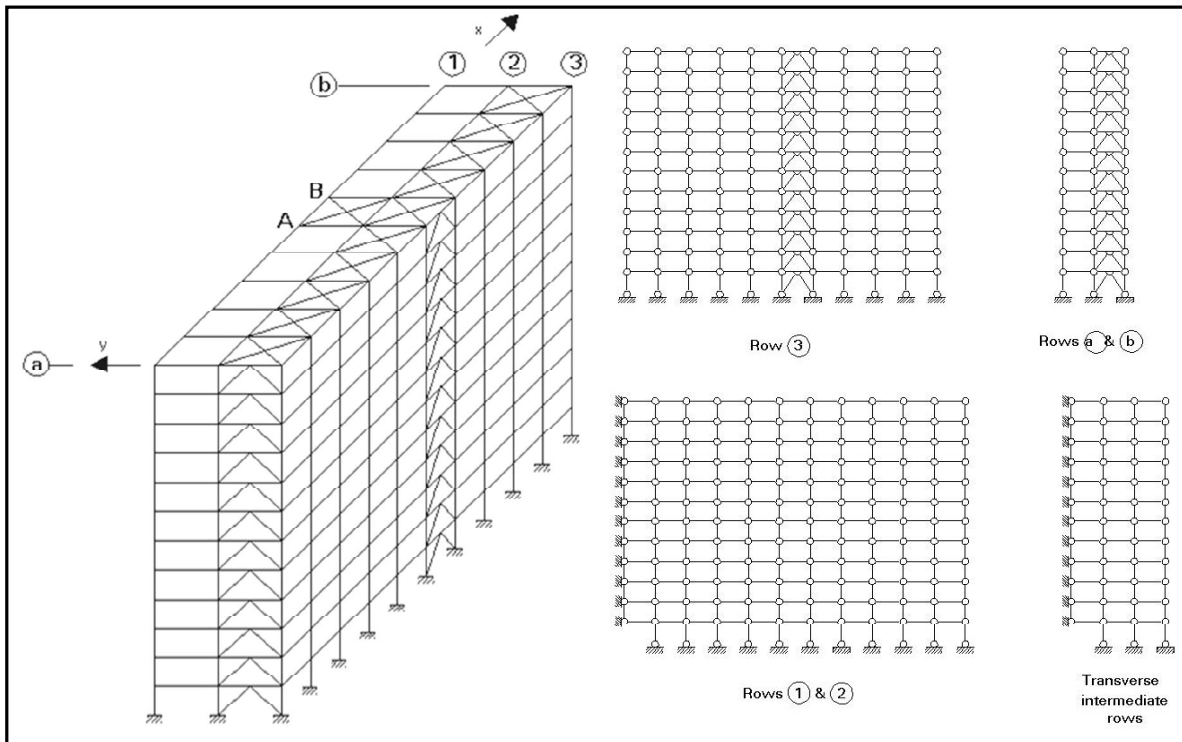 x
1 2 3
b
B
A
y
a
Row 3
Rows a & b
Rows 1 & 2
Transverse
intermediate
rows